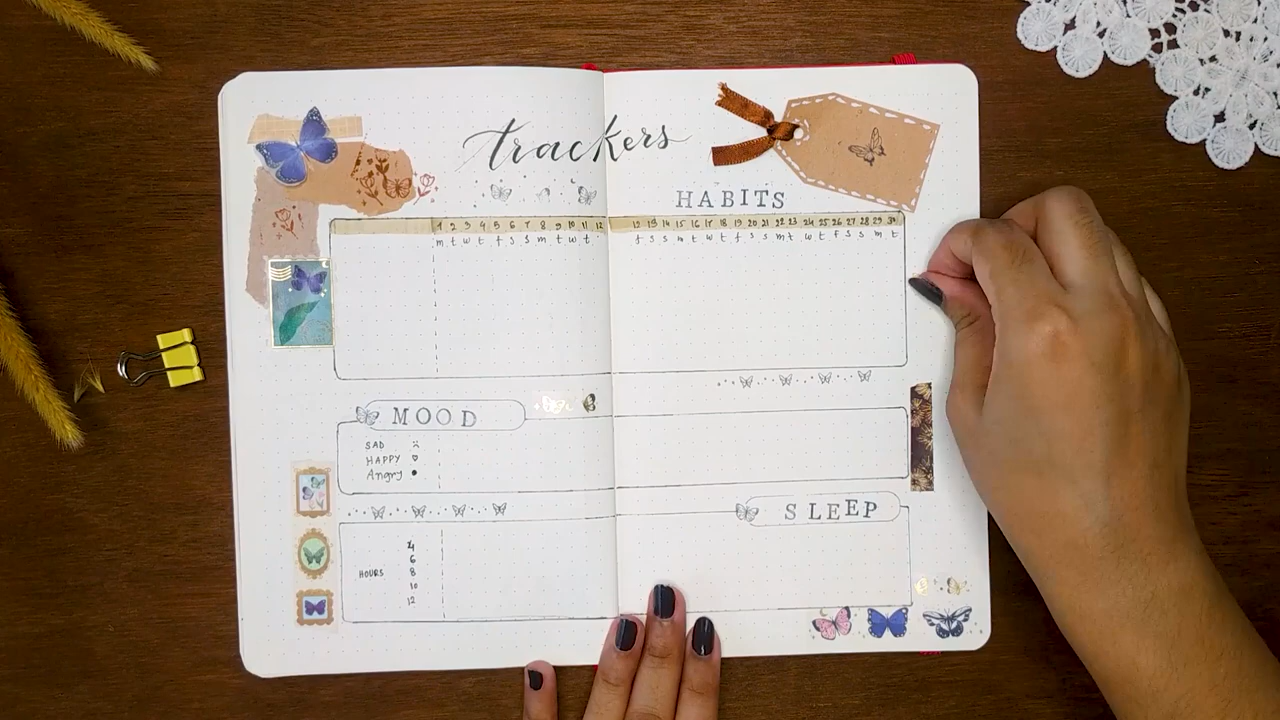 trackers
HABITS
1 2 3 4 5 6 7 8 9 10 11 12 12 13 14 15 16 17 18 19 20 21 22 23 24 25 26 27 28 29 30
m t w t f s s m t w t f s s m t w t f s s m t w t f s s m t
MOOD
SAD
HAPPY
Angry
SLEEP
4
6
HOURS 8
10
12